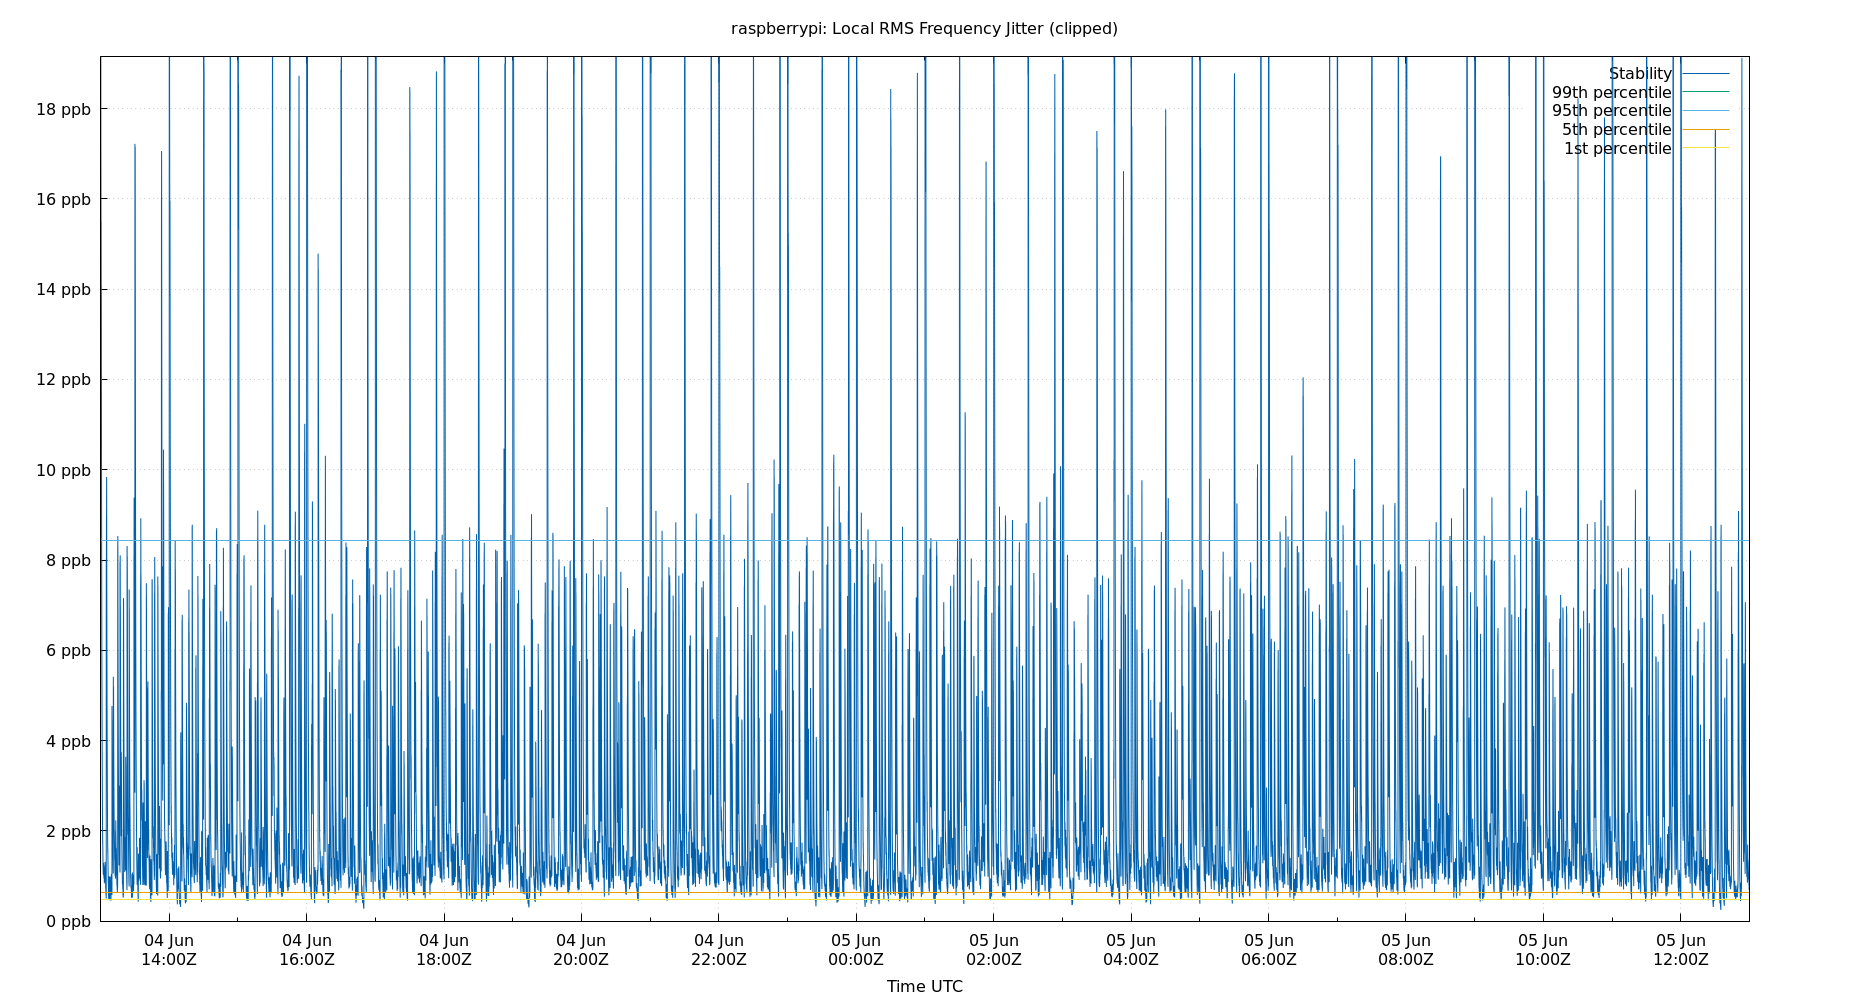 raspberrypi: Local RMS Frequency Jitter (clipped)
Stability
99th percentile
95th percentile
5th percentile
1st percentile
18 ppb
16 ppb
14 ppb
12 ppb
10 ppb
8 ppb
6 ppb
4 ppb
2 ppb
0 ppb
04 Jun 04 Jun 04 Jun 04 Jun 04 Jun 05 Jun 05 Jun 05 Jun 05 Jun 05 Jun 05 Jun 05 Jun
14:00Z 16:00Z 18:00Z 20:00Z 22:00Z 00:00Z 02:00Z 04:00Z 06:00Z 08:00Z 10:00Z 12:00Z
Time UTC